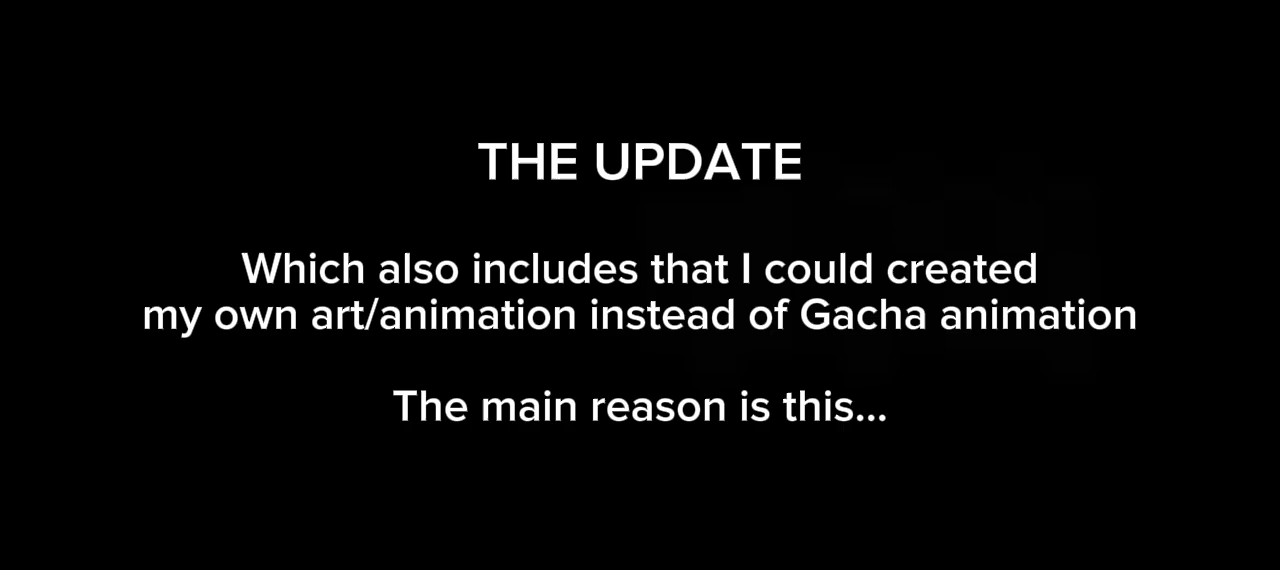 THE UPDATE
Which also includes that I could created
my own art/animation instead of Gacha animation
The main reason is this...